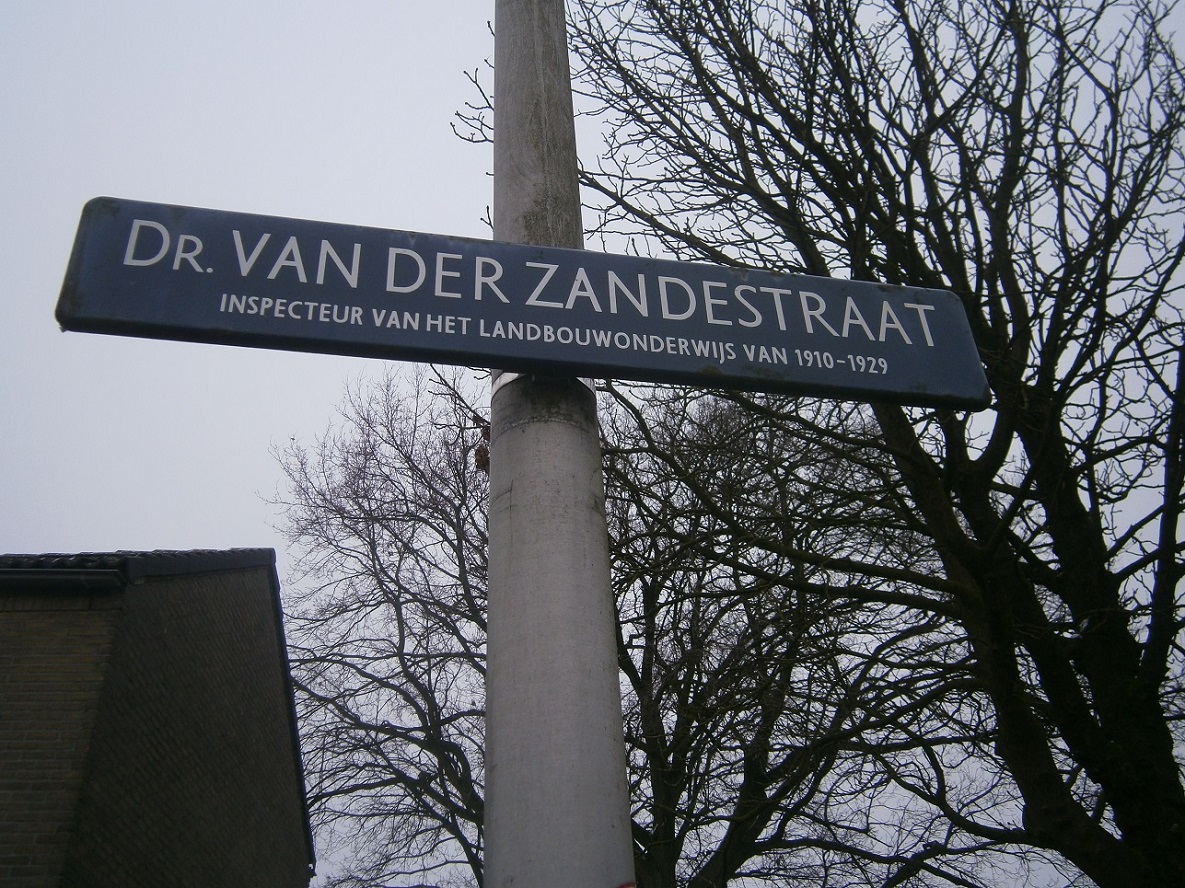 DR. VAN DER ZANDESTRAAT
INSPECTEUR VAN HET LANDBOUWONDERWIJS VAN 1910-1929